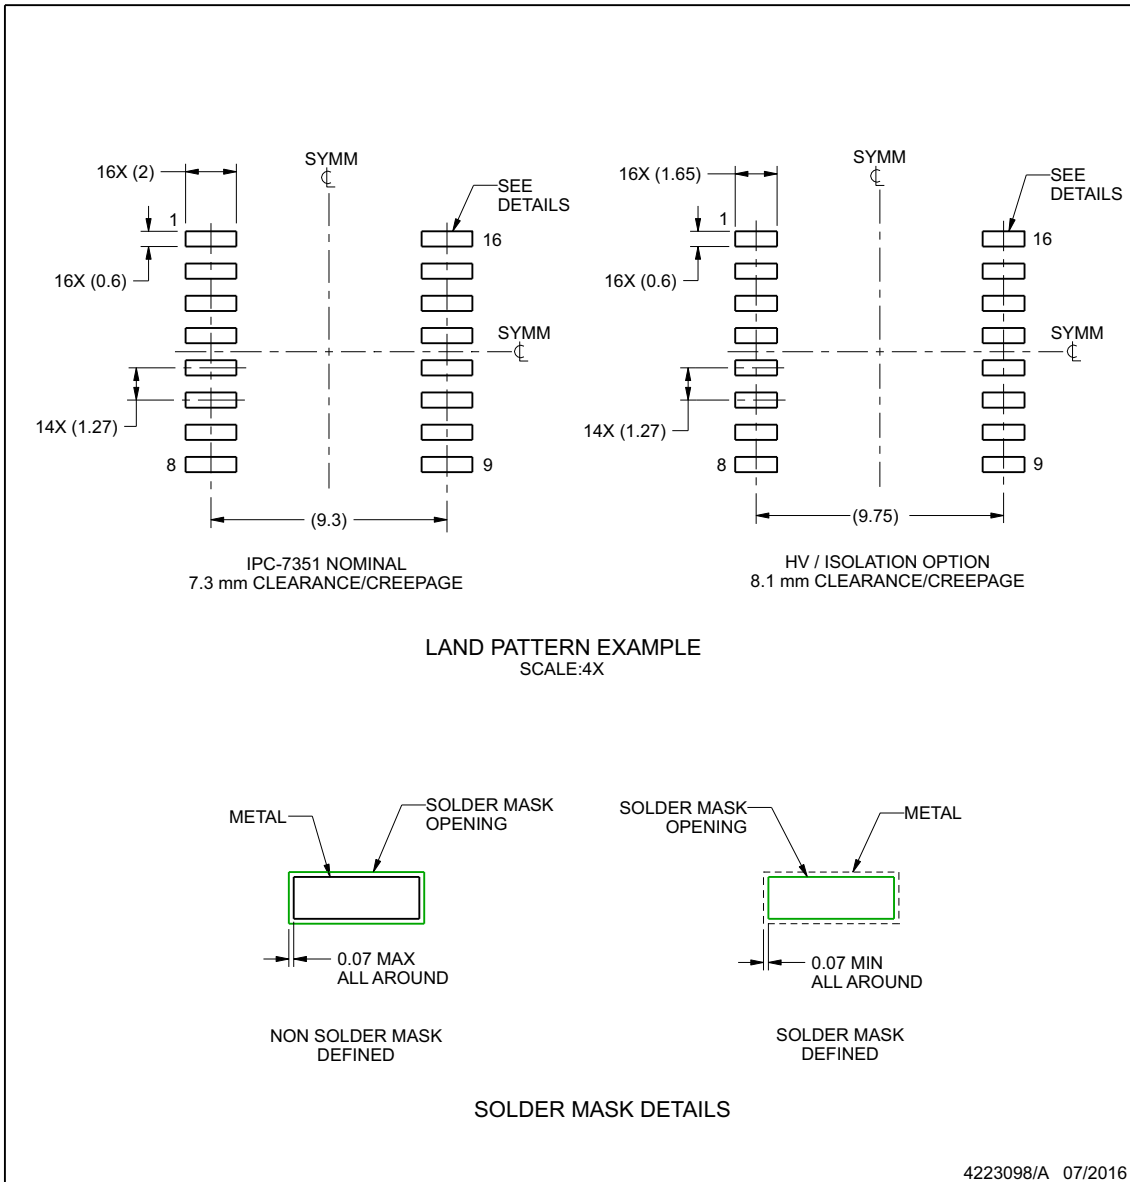 SYMM
℄
16X (2)
SEE
DETAILS
1
16
16X (0.6)
SYMM
℄
14X (1.27)
8
9
(9.3)
IPC-7351 NOMINAL
7.3 mm CLEARANCE/CREEPAGE
SYMM
℄
16X (1.65)
SEE
DETAILS
1
16
16X (0.6)
SYMM
℄
14X (1.27)
8
9
(9.75)
HV / ISOLATION OPTION
8.1 mm CLEARANCE/CREEPAGE
LAND PATTERN EXAMPLE
SCALE:4X
METAL
SOLDER MASK
OPENING
0.07 MAX
ALL AROUND
NON SOLDER MASK
DEFINED
SOLDER MASK
OPENING
METAL
0.07 MIN
ALL AROUND
SOLDER MASK
DEFINED
SOLDER MASK DETAILS
4223098/A 07/2016